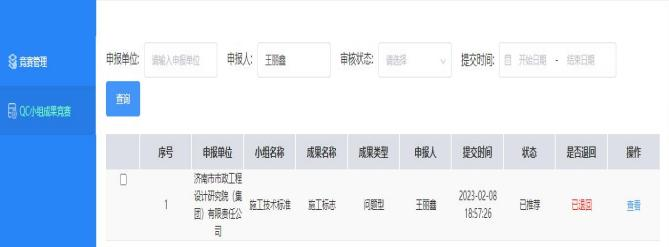 竞赛管理
QC小组成果竞赛
申报单位: 请输入申报单位 申报人: 王丽鑫 审核状态: 请选择 提交时间: 开始日期 - 结束日期
查询
序号 申报单位 小组名称 成果名称 成果类型 申报人 提交时间 状态 是否退回 操作
1 济南市市政工程设计研究院（集团）有限责任公司 施工技术标准 施工标志 问题型 王丽鑫 2023-02-08 18:57:26 已推荐 已退回 查看